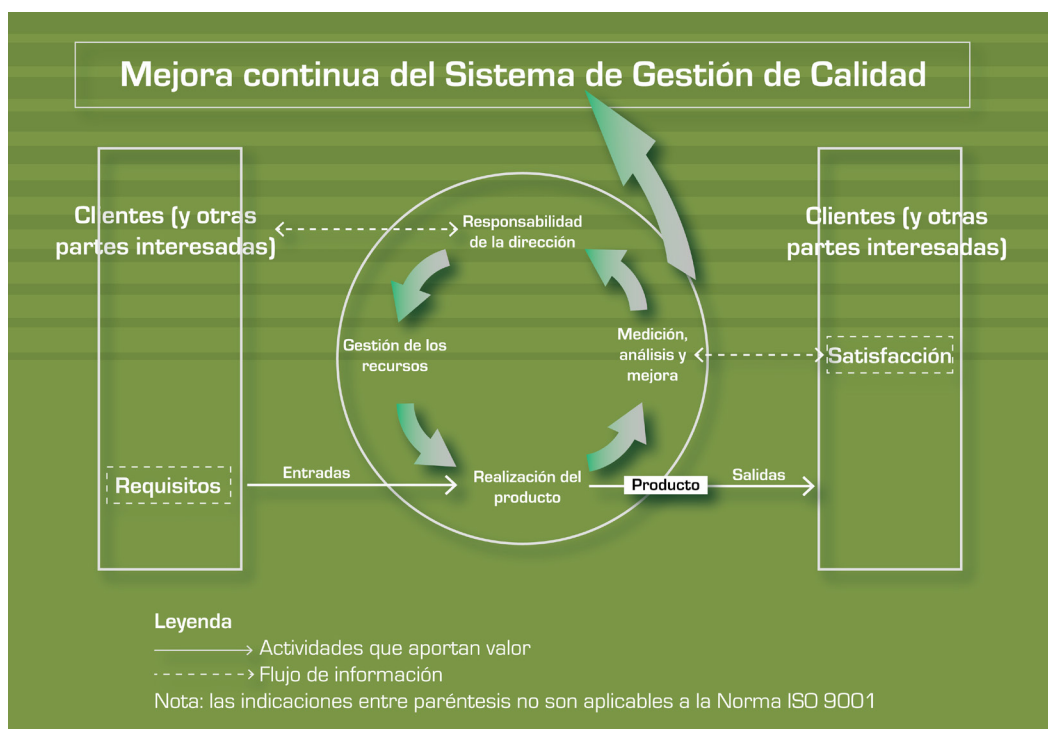 Mejora continua del Sistema de Gestión de Calidad
Clientes (y otras
partes interesadas)
Responsabilidad
de la dirección
Clientes (y otras
partes interesadas)
Gestión de los
recursos
Medición,
análisis y
mejora
Satisfacción
Requisitos
Entradas
Realización del
producto
Producto
Salidas
Leyenda
Actividades que aportan valor
Flujo de información
Nota: las indicaciones entre paréntesis no son aplicables a la Norma ISO 9001